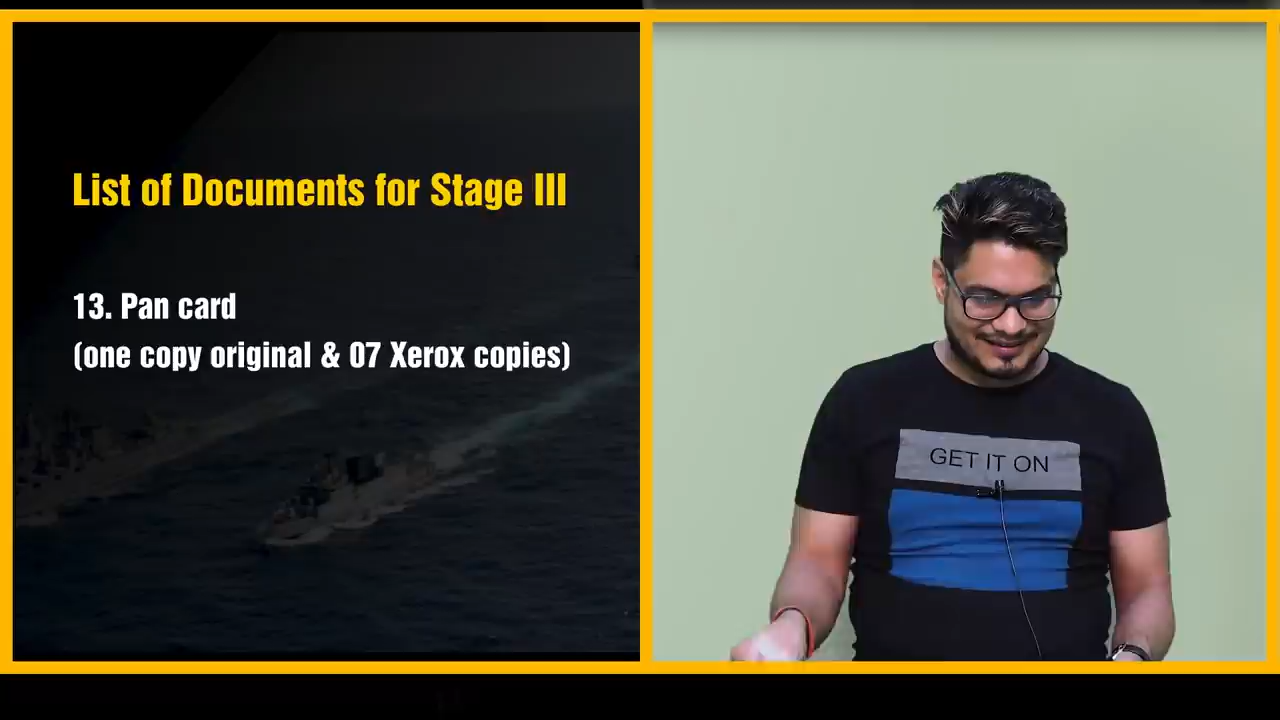 List of Documents for Stage III
13. Pan card
(one copy original & 07 Xerox copies)
GET IT ON